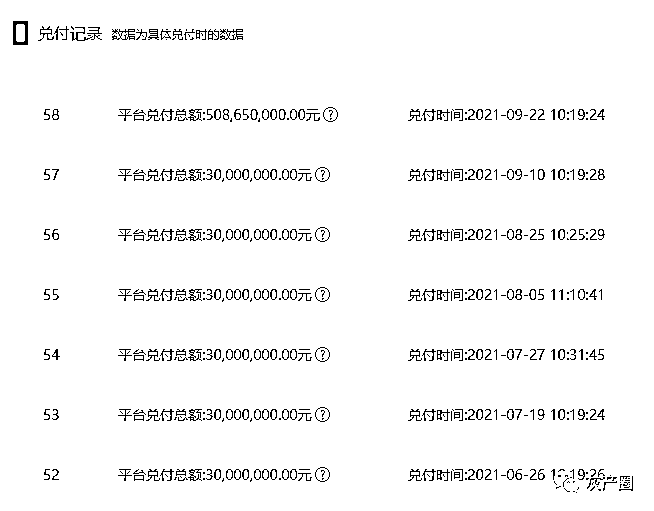 兑付记录 数据为具体兑付时的数据
58 平台兑付总额:508,650,000.00元? 兑付时间:2021-09-22 10:19:24
57 平台兑付总额:30,000,000.00元? 兑付时间:2021-09-10 10:19:28
56 平台兑付总额:30,000,000.00元? 兑付时间:2021-08-25 10:25:29
55 平台兑付总额:30,000,000.00元? 兑付时间:2021-08-05 11:10:41
54 平台兑付总额:30,000,000.00元? 兑付时间:2021-07-27 10:31:45
53 平台兑付总额:30,000,000.00元? 兑付时间:2021-07-19 10:19:24
52 平台兑付总额:30,000,000.00元? 兑付时间:2021-06-26 10:19:26
灰产圈